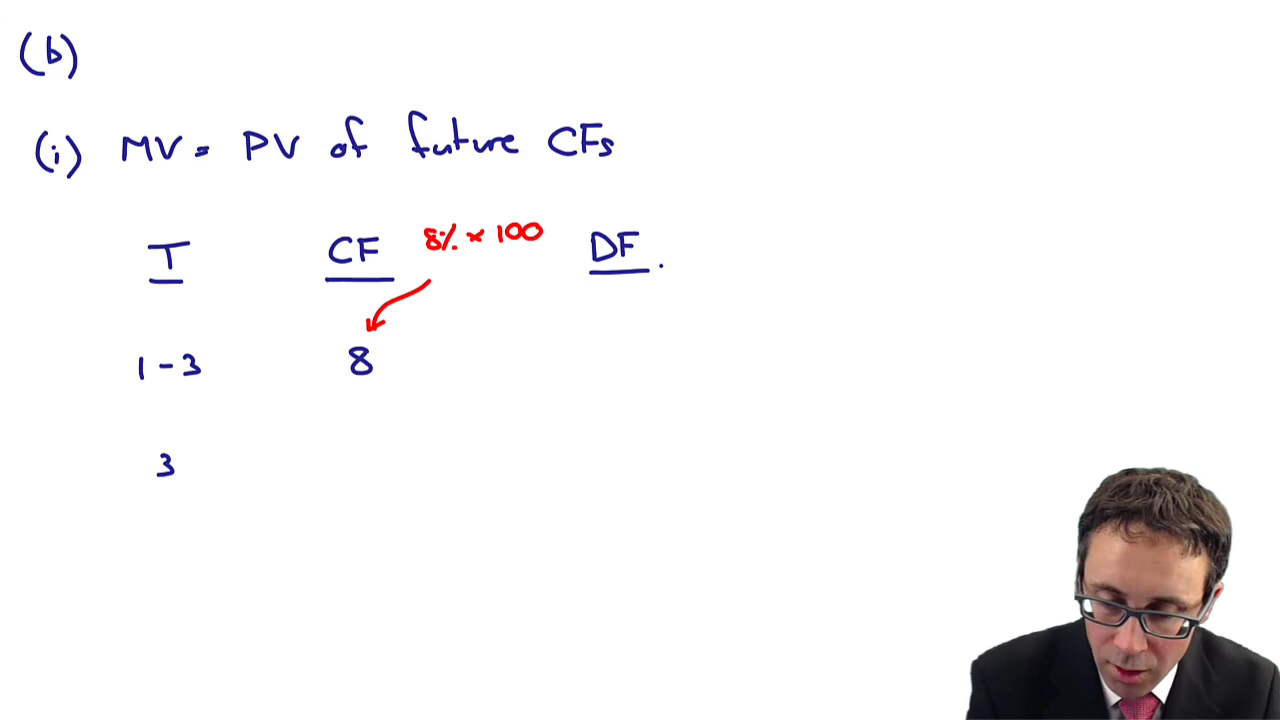 (b)
(i) MV = PV of future CFs
T CF 8% × 100 DF.
1 - 3 8
3